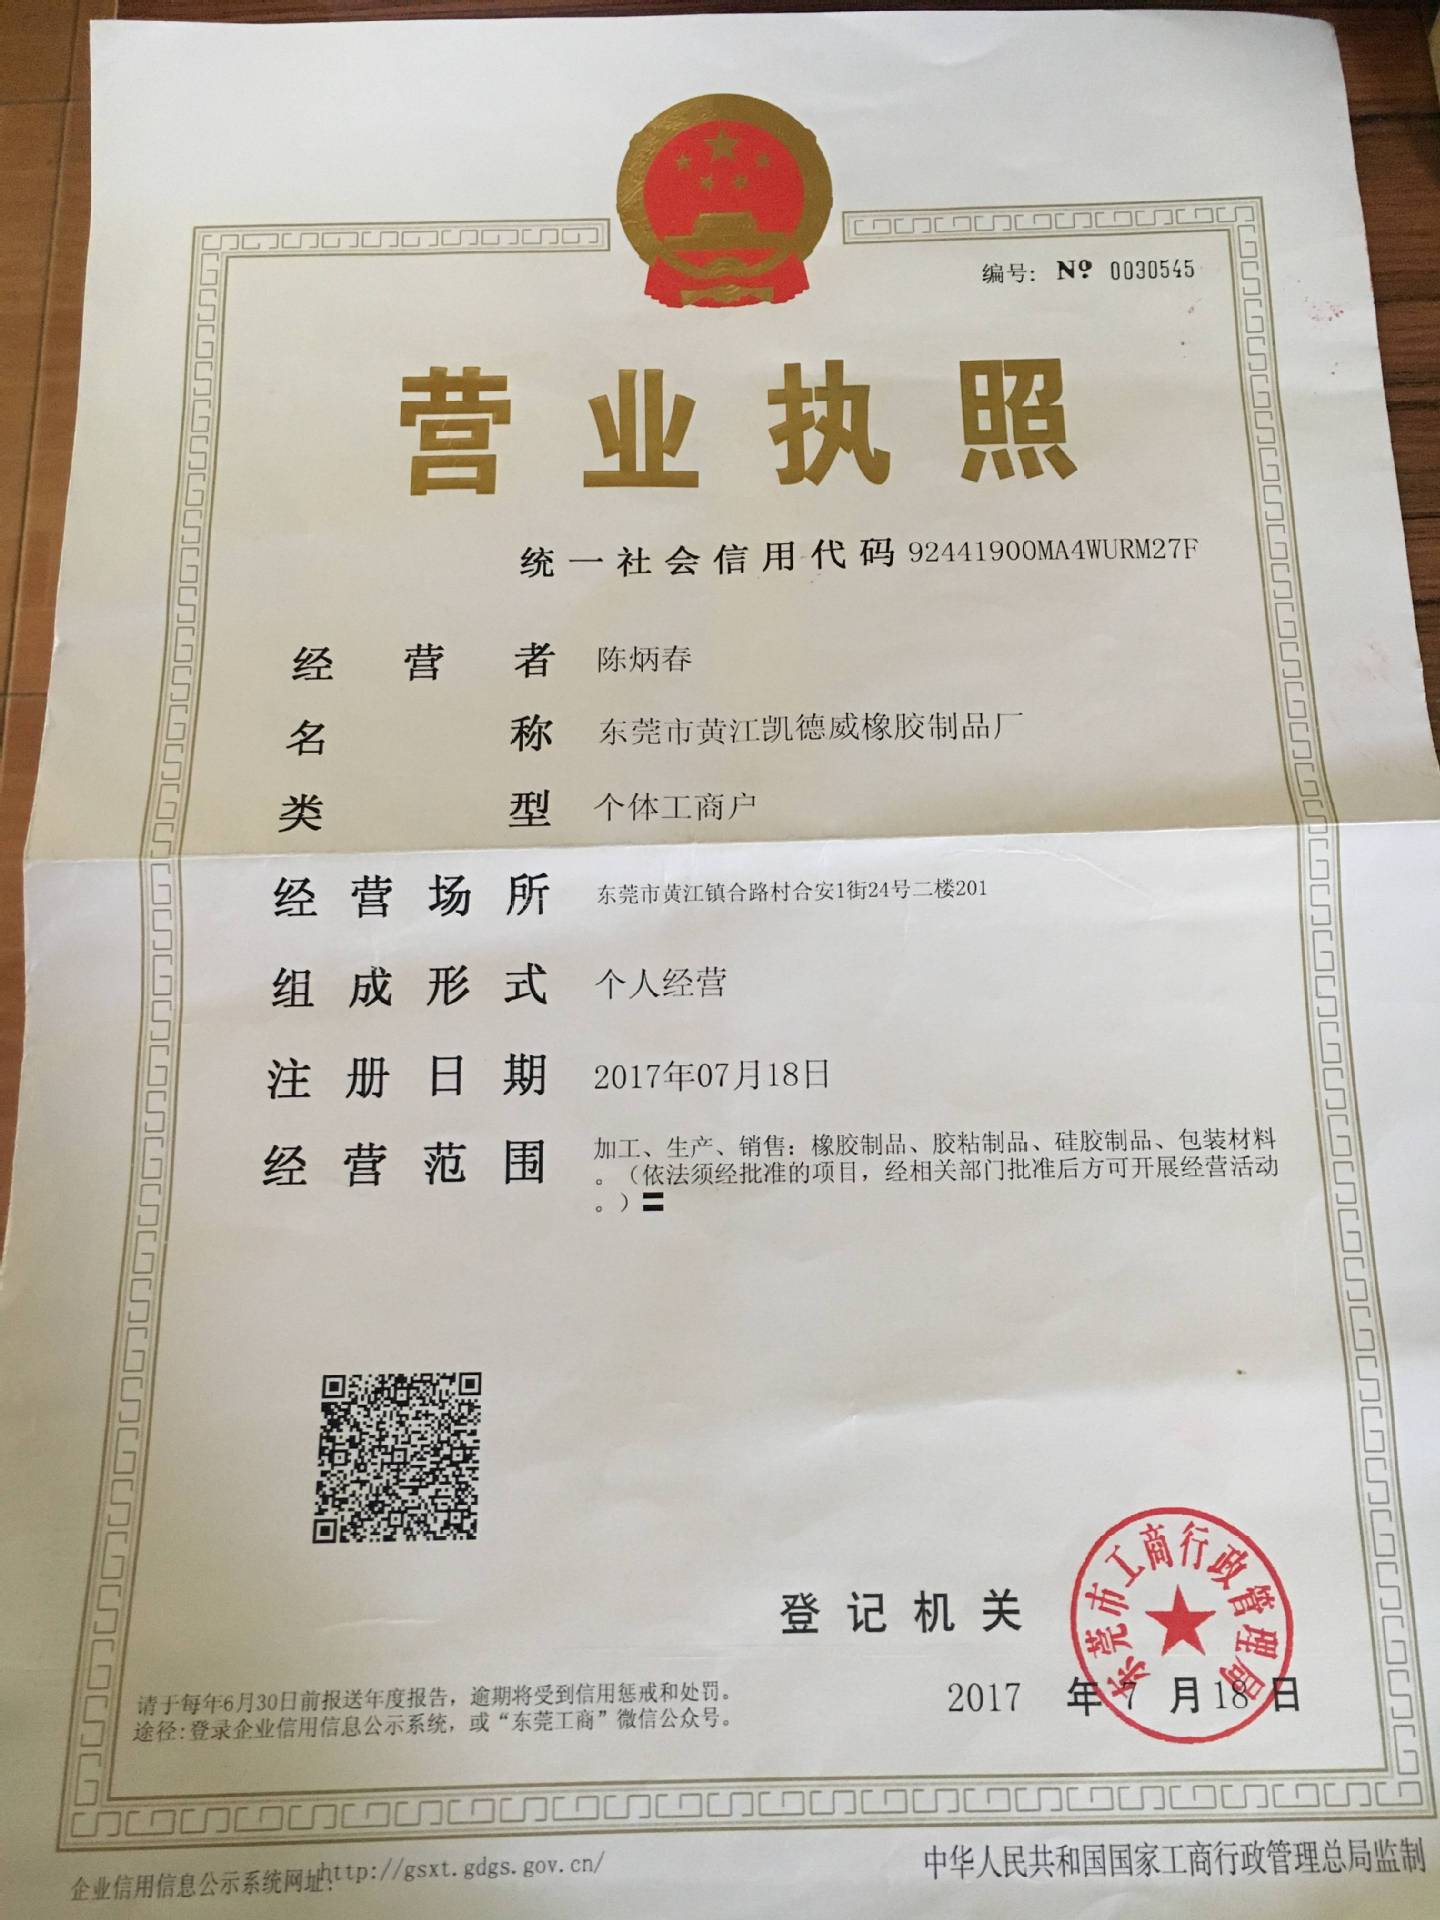 编号: № 0030545
营业执照
统一社会信用代码 92441900MA4WURM27F
经营者 陈炳春
名称 东莞市黄江凯德威橡胶制品厂
类型 个体工商户
经营场所 东莞市黄江镇合路村合安1街24号二楼201
组成形式 个人经营
注册日期 2017年07月18日
经营范围 加工、生产、销售：橡胶制品、胶粘制品、硅胶制品、包装材料
。（依法须经批准的项目，经相关部门批准后方可开展经营活动
。）〓
东莞市工商行政管理局
登记机关
2017 年 7 月 18 日
请于每年6月30日前报送年度报告，逾期将受到信用惩戒和处罚。
途径:登录企业信用信息公示系统，或“东莞工商”微信公众号。
企业信用信息公示系统网址: http://gsxt.gdgs.gov.cn/
中华人民共和国国家工商行政管理总局监制